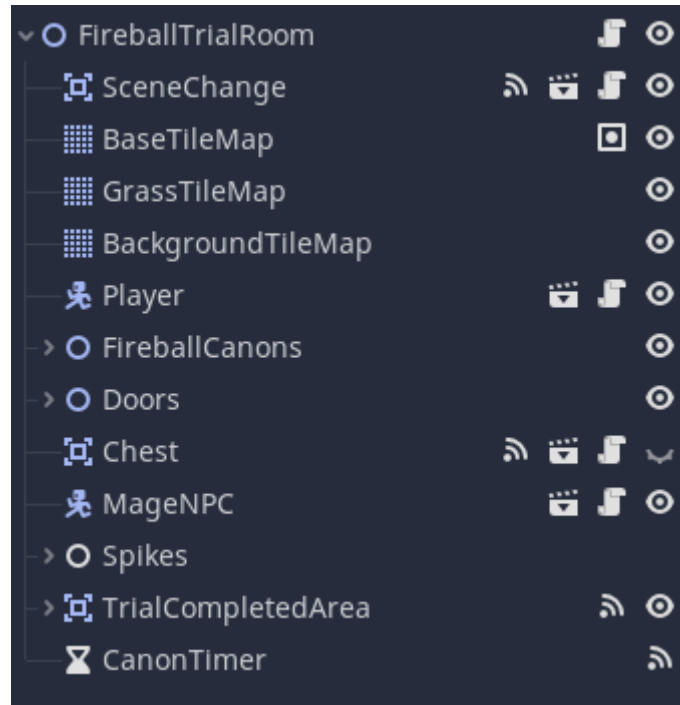 FireballTrialRoom
SceneChange
BaseTileMap
GrassTileMap
BackgroundTileMap
Player
FireballCanons
Doors
Chest
MageNPC
Spikes
TrialCompletedArea
CanonTimer